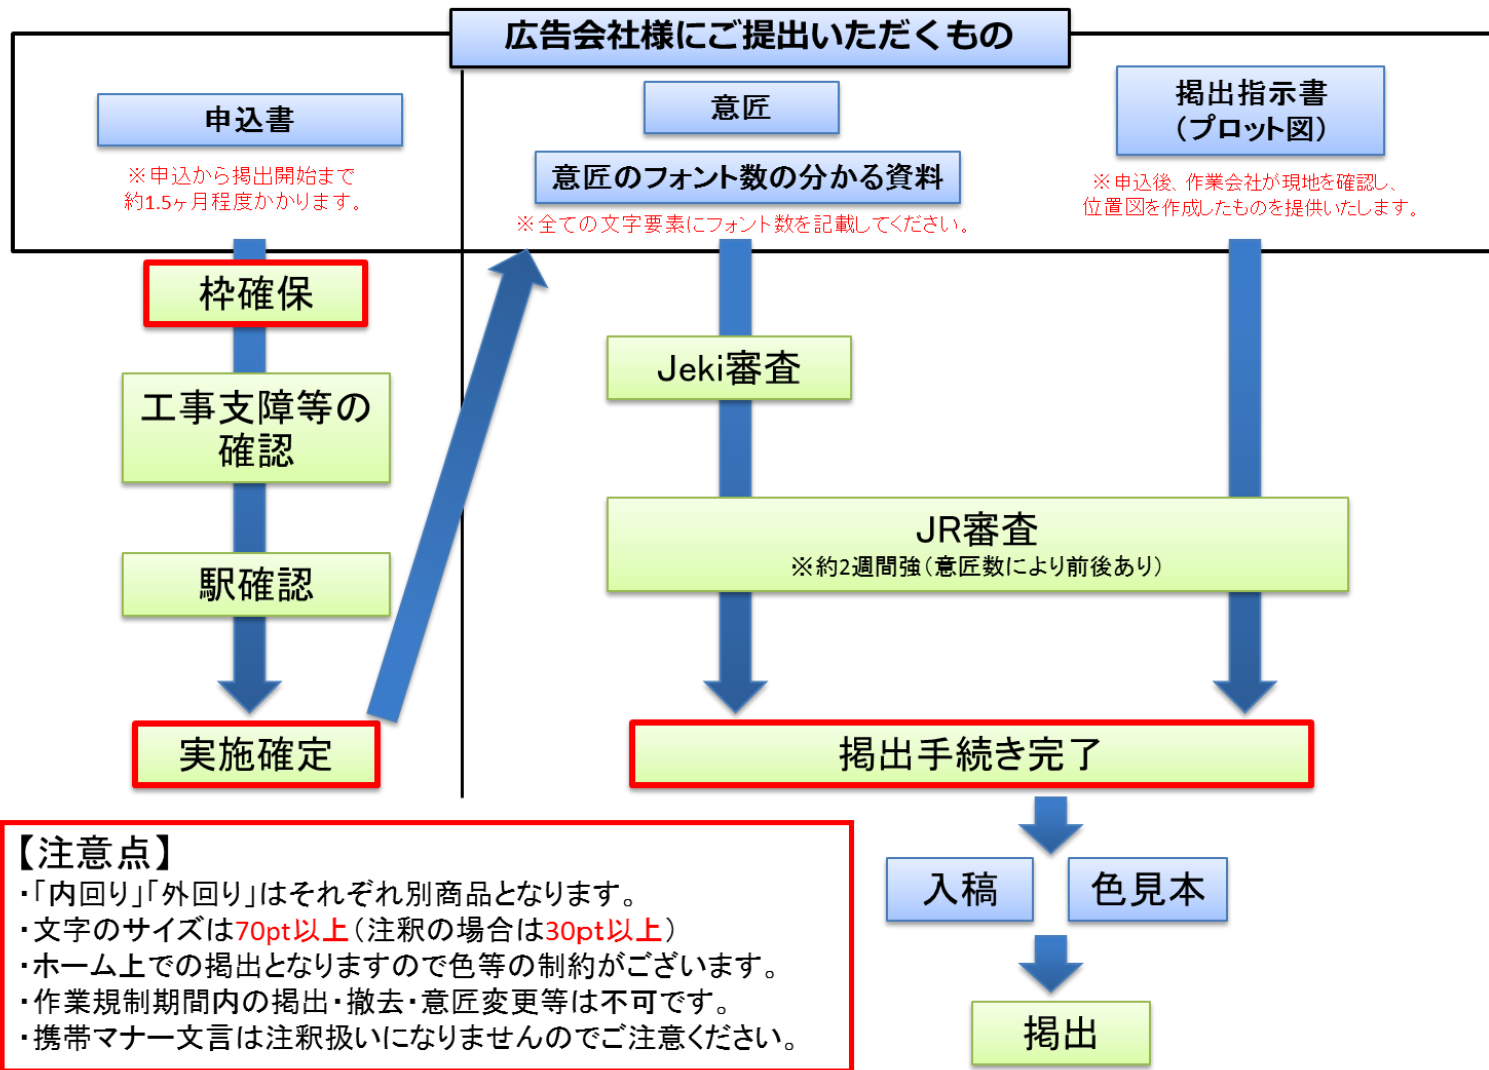 広告会社様にご提出いただくもの
申込書
※申込から掲出開始まで
約1.5ヶ月程度かかります。
枠確保
工事支障等の
確認
駅確認
実施確定
意匠
意匠のフォント数の分かる資料
※全ての文字要素にフォント数を記載してください。
掲出指示書
（プロット図）
※申込後、作業会社が現地を確認し、
位置図を作成したものを提供いたします。
Jeki審査
JR審査
※約2週間強（意匠数により前後あり）
掲出手続き完了
入稿
色見本
掲出
【注意点】
・「内回り」「外回り」はそれぞれ別商品となります。
・文字のサイズは70pt以上（注釈の場合は30pt以上）
・ホーム上での掲出となりますので色等の制約がございます。
・作業規制期間内の掲出・撤去・意匠変更等は不可です。
・携帯マナー文言は注釈扱いになりませんのでご注意ください。